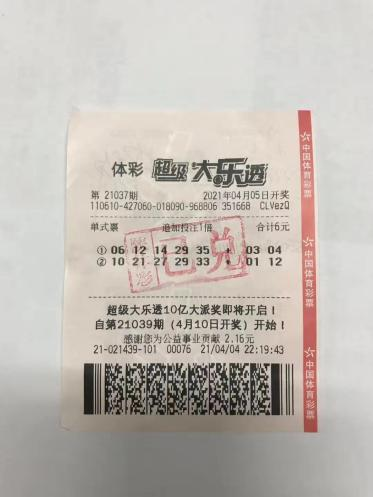 体彩 超级大乐透
第 21037期 2021年04月05日开奖
110610-427060-018090-968806 351668 CLVezQ
单式票 追加投注1倍 合计6元
① 06 12 14 29 35 03 04
② 10 21 27 29 33 + 01 12
体彩 已兑
超级大乐透10亿大派奖即将开启！
自第21039期（4月10日开奖）开始！
感谢您为公益事业贡献 2.16元
21-021439-101 00076 21/04/04 22:19:43
中国体育彩票
中国体育彩票
中国体育彩票